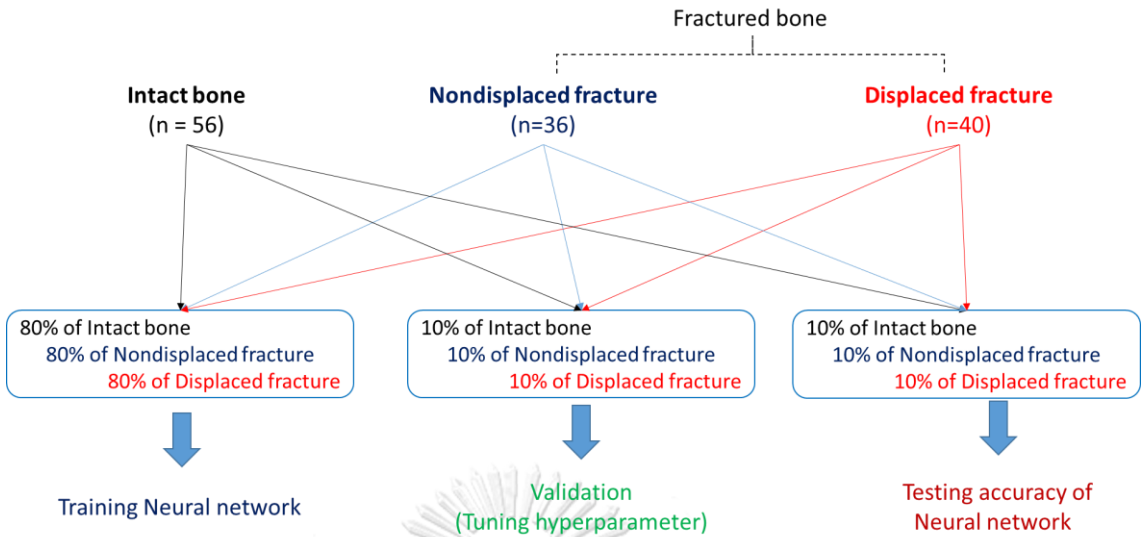 Fractured bone
Intact bone
(n = 56)
Nondisplaced fracture
(n=36)
Displaced fracture
(n=40)
80% of Intact bone
80% of Nondisplaced fracture
80% of Displaced fracture
10% of Intact bone
10% of Nondisplaced fracture
10% of Displaced fracture
10% of Intact bone
10% of Nondisplaced fracture
10% of Displaced fracture
Training Neural network
Validation
(Tuning hyperparameter)
Testing accuracy of
Neural network